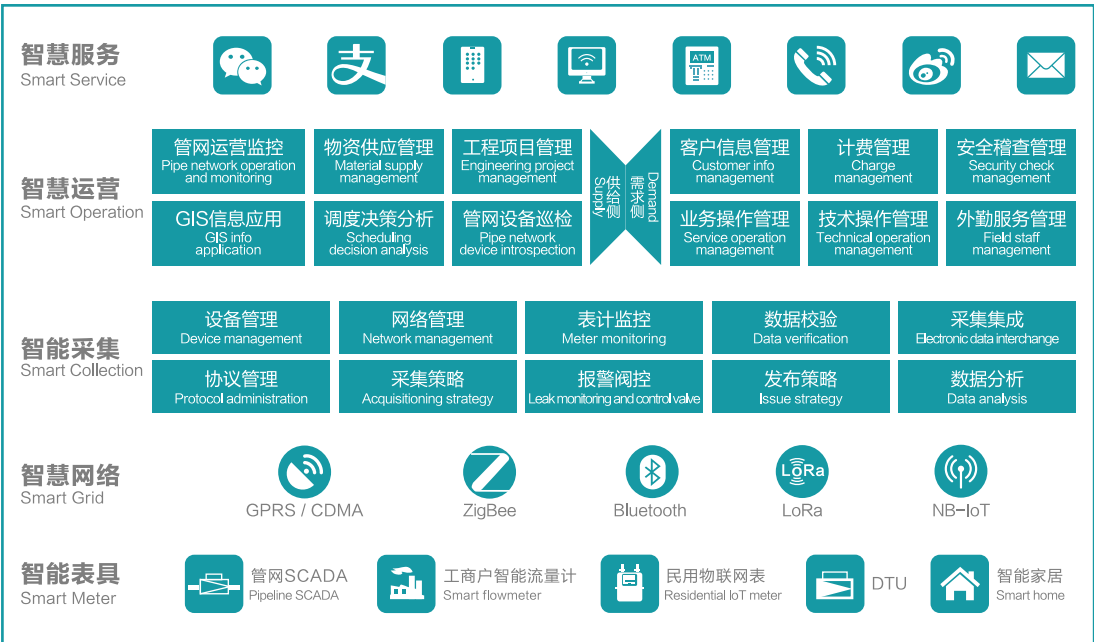 智慧服务
Smart Service
ATM
智慧运营
Smart Operation
管网运营监控
Pipe network operation
and monitoring
物资供应管理
Material supply
management
工程项目管理
Engineering project
management
GIS信息应用
GIS info
application
调度决策分析
Scheduling
decision analysis
管网设备巡检
Pipe network
device introspection
供给侧
Supply
需求侧
Demand
客户信息管理
Customer info
management
计费管理
Charge
management
安全稽查管理
Security check
management
业务操作管理
Service operation
management
技术操作管理
Technical operation
management
外勤服务管理
Field staff
management
智能采集
Smart Collection
设备管理
Device management
网络管理
Network management
表计监控
Meter monitoring
数据校验
Data verification
采集集成
Electronic data interchange
协议管理
Protocol administration
采集策略
Acquisitioning strategy
报警阀控
Leak monitoring and control valve
发布策略
Issue strategy
数据分析
Data analysis
智慧网络
Smart Grid
GPRS / CDMA
ZigBee
Bluetooth
LoRa
LoRa
NB-IoT
智能表具
Smart Meter
管网SCADA
Pipeline SCADA
工商户智能流量计
Smart flowmeter
民用物联网表
Residential IoT meter
DTU
智能家居
Smart home